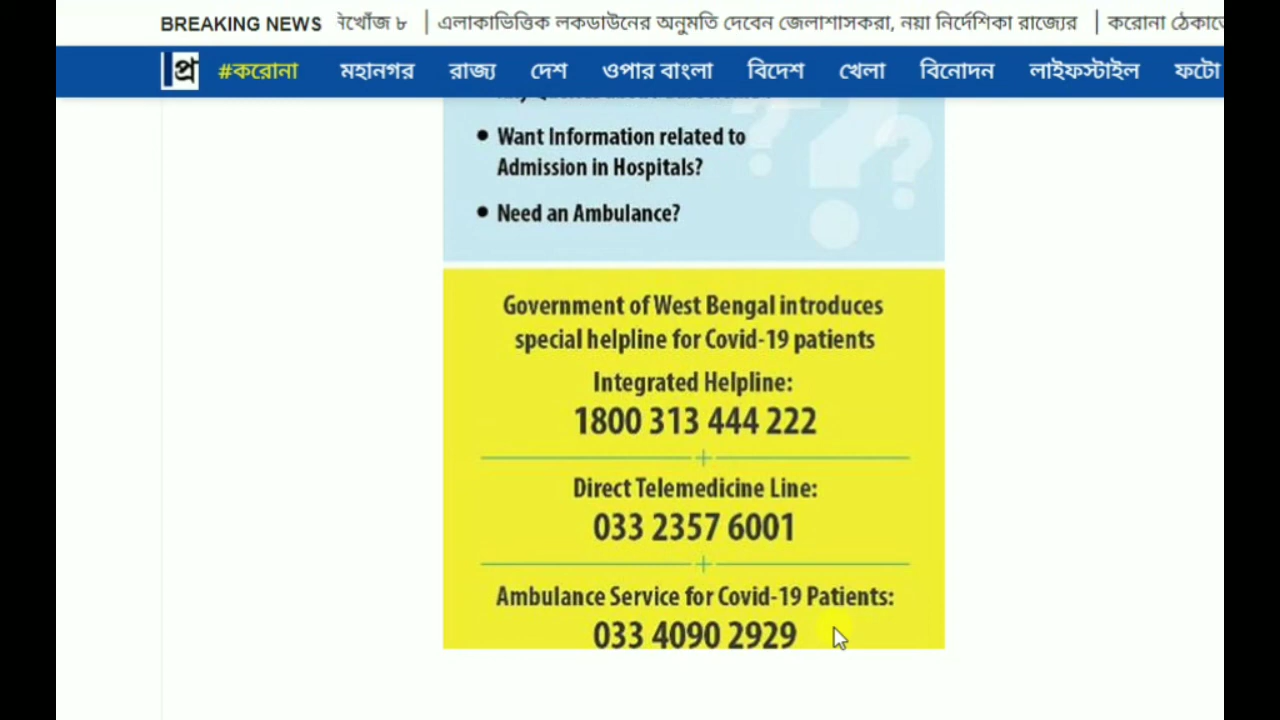 BREAKING NEWS
এলাকাভিত্তিক লকডাউনের অনুমতি দেবেন জেলাশাসকরা, নয়া নির্দেশিকা রাজ্যের | করোনা
প্র #করোনা মহানগর রাজ্য দেশ ওপার বাংলা বিদেশ খেলা বিনোদন লাইফস্টাইল ফটো
• Want Information related to
Admission in Hospitals?
• Need an Ambulance?
Government of West Bengal introduces
special helpline for Covid-19 patients
Integrated Helpline:
1800 313 444 222
Direct Telemedicine Line:
033 2357 6001
Ambulance Service for Covid-19 Patients:
033 4090 2929